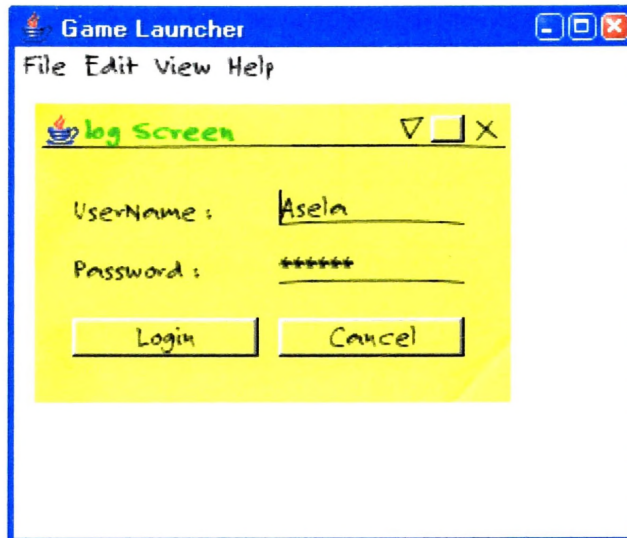 Game Launcher
File Edit View Help
log Screen
UserName : Asela
Password : ******
Login Cancel